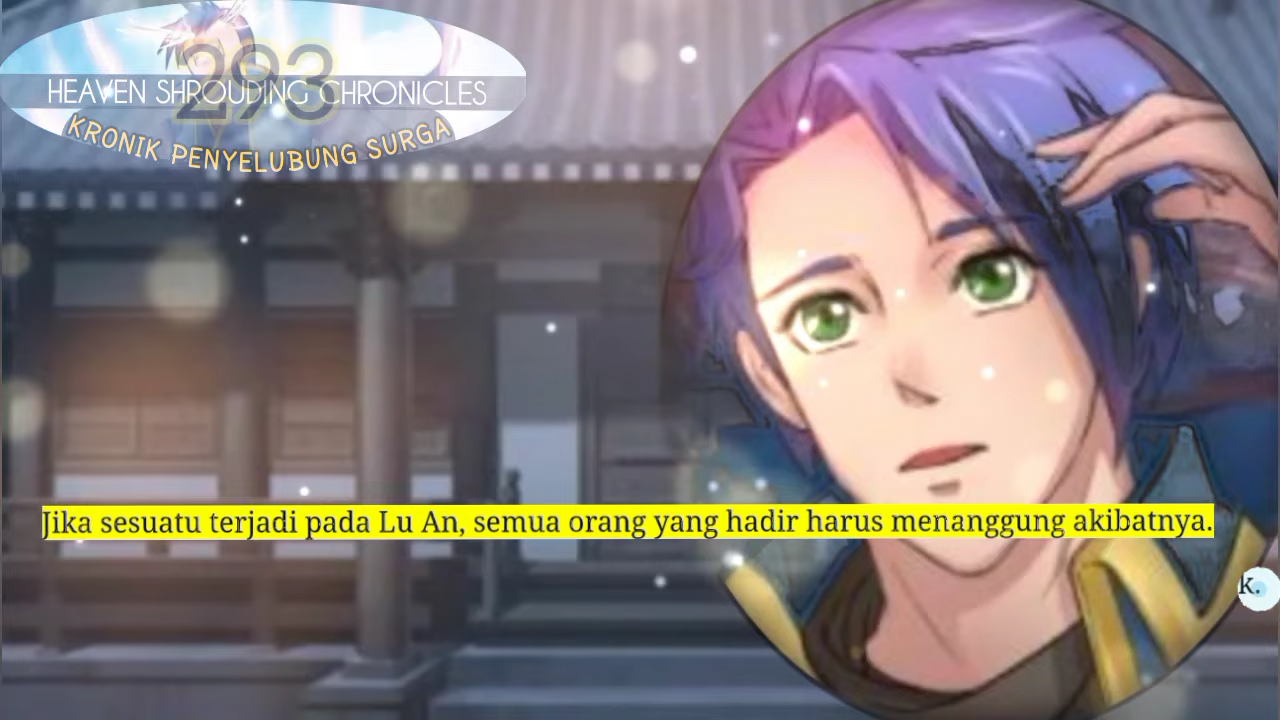 293
HEAVEN SHROUDING CHRONICLES
KRONIK PENYELUBUNG SURGA
Jika sesuatu terjadi pada Lu An, semua orang yang hadir harus menanggung akibatnya.
k.